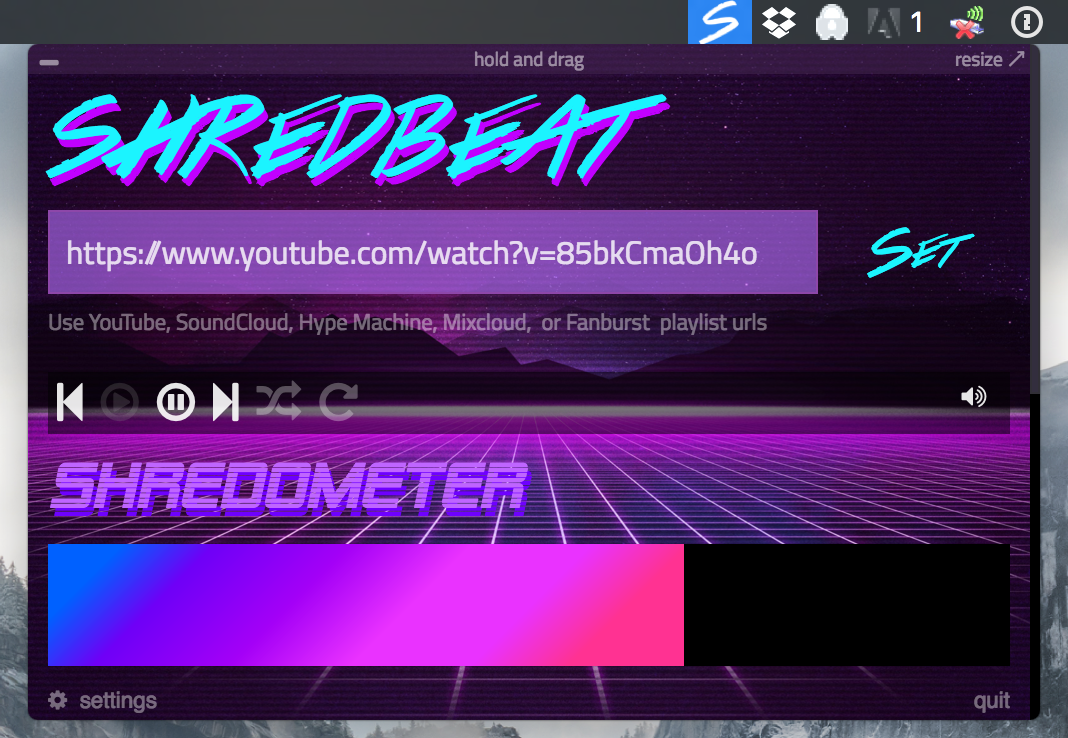 1
hold and drag
resize
SHREDBEAT
https://www.youtube.com/watch?v=85bkCmaOh4o
SET
Use YouTube, SoundCloud, Hype Machine, Mixcloud, or Fanburst playlist urls
SHREDOMETER
settings
quit